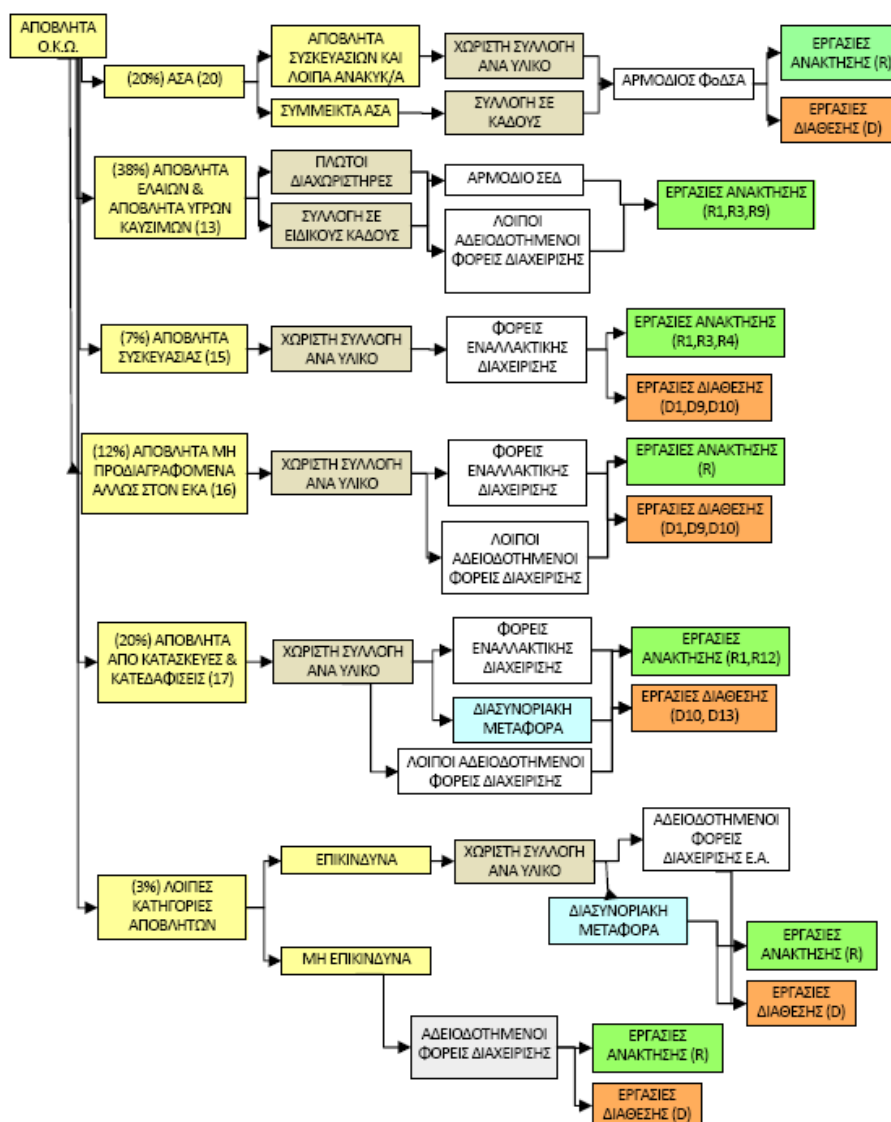 ΑΠΟΒΛΗΤΑ
Ο.Κ.Ω.
(20%) ΑΣΑ (20)
ΑΠΟΒΛΗΤΑ
ΣΥΣΚΕΥΑΣΙΩΝ ΚΑΙ
ΛΟΙΠΑ ΑΝΑΚΥΚ/Α
ΧΩΡΙΣΤΗ ΣΥΛΛΟΓΗ
ΑΝΑ ΥΛΙΚΟ
ΣΥΜΜΕΙΚΤΑ ΑΣΑ
ΣΥΛΛΟΓΗ ΣΕ
ΚΑΔΟΥΣ
ΑΡΜΟΔΙΟΣ ΦοΔΣΑ
ΕΡΓΑΣΙΕΣ
ΑΝΑΚΤΗΣΗΣ (R)
ΕΡΓΑΣΙΕΣ
ΔΙΑΘΕΣΗΣ (D)
(38%) ΑΠΟΒΛΗΤΑ
ΕΛΑΙΩΝ &
ΑΠΟΒΛΗΤΑ ΥΓΡΩΝ
ΚΑΥΣΙΜΩΝ (13)
ΠΛΩΤΟΙ
ΔΙΑΧΩΡΙΣΤΗΡΕΣ
ΣΥΛΛΟΓΗ ΣΕ
ΕΙΔΙΚΟΥΣ ΚΑΔΟΥΣ
ΑΡΜΟΔΙΟ ΣΕΔ
ΛΟΙΠΟΙ
ΑΔΕΙΟΔΟΤΗΜΕΝΟΙ
ΦΟΡΕΙΣ ΔΙΑΧΕΙΡΙΣΗΣ
ΕΡΓΑΣΙΕΣ ΑΝΑΚΤΗΣΗΣ
(R1,R3,R9)
(7%) ΑΠΟΒΛΗΤΑ
ΣΥΣΚΕΥΑΣΙΑΣ (15)
ΧΩΡΙΣΤΗ ΣΥΛΛΟΓΗ
ΑΝΑ ΥΛΙΚΟ
ΦΟΡΕΙΣ
ΕΝΑΛΛΑΚΤΙΚΗΣ
ΔΙΑΧΕΙΡΙΣΗΣ
ΕΡΓΑΣΙΕΣ ΑΝΑΚΤΗΣΗΣ
(R1,R3,R4)
ΕΡΓΑΣΙΕΣ ΔΙΑΘΕΣΗΣ
(D1,D9,D10)
(12%) ΑΠΟΒΛΗΤΑ ΜΗ
ΠΡΟΔΙΑΓΡΑΦΟΜΕΝΑ
ΑΛΛΩΣ ΣΤΟΝ ΕΚΑ (16)
ΧΩΡΙΣΤΗ ΣΥΛΛΟΓΗ
ΑΝΑ ΥΛΙΚΟ
ΦΟΡΕΙΣ
ΕΝΑΛΛΑΚΤΙΚΗΣ
ΔΙΑΧΕΙΡΙΣΗΣ
ΛΟΙΠΟΙ
ΑΔΕΙΟΔΟΤΗΜΕΝΟΙ
ΦΟΡΕΙΣ ΔΙΑΧΕΙΡΙΣΗΣ
ΕΡΓΑΣΙΕΣ ΑΝΑΚΤΗΣΗΣ
(R)
ΕΡΓΑΣΙΕΣ ΔΙΑΘΕΣΗΣ
(D1,D9,D10)
(20%) ΑΠΟΒΛΗΤΑ
ΑΠΟ ΚΑΤΑΣΚΕΥΕΣ &
ΚΑΤΕΔΑΦΙΣΕΙΣ (17)
ΧΩΡΙΣΤΗ ΣΥΛΛΟΓΗ
ΑΝΑ ΥΛΙΚΟ
ΦΟΡΕΙΣ
ΕΝΑΛΛΑΚΤΙΚΗΣ
ΔΙΑΧΕΙΡΙΣΗΣ
ΔΙΑΣΥΝΟΡΙΑΚΗ
ΜΕΤΑΦΟΡΑ
ΛΟΙΠΟΙ ΑΔΕΙΟΔΟΤΗΜΕΝΟΙ
ΦΟΡΕΙΣ ΔΙΑΧΕΙΡΙΣΗΣ
ΕΡΓΑΣΙΕΣ
ΑΝΑΚΤΗΣΗΣ (R1,R12)
ΕΡΓΑΣΙΕΣ ΔΙΑΘΕΣΗΣ
(D10, D13)
(3%) ΛΟΙΠΕΣ
ΚΑΤΗΓΟΡΙΕΣ
ΑΠΟΒΛΗΤΩΝ
ΕΠΙΚΙΝΔΥΝΑ
ΧΩΡΙΣΤΗ ΣΥΛΛΟΓΗ
ΑΝΑ ΥΛΙΚΟ
ΑΔΕΙΟΔΟΤΗΜΕΝΟΙ
ΦΟΡΕΙΣ
ΔΙΑΧΕΙΡΙΣΗΣ Ε.Α.
ΔΙΑΣΥΝΟΡΙΑΚΗ
ΜΕΤΑΦΟΡΑ
ΕΡΓΑΣΙΕΣ
ΑΝΑΚΤΗΣΗΣ (R)
ΕΡΓΑΣΙΕΣ
ΔΙΑΘΕΣΗΣ (D)
ΜΗ ΕΠΙΚΙΝΔΥΝΑ
ΑΔΕΙΟΔΟΤΗΜΕΝΟΙ
ΦΟΡΕΙΣ ΔΙΑΧΕΙΡΙΣΗΣ
ΕΡΓΑΣΙΕΣ
ΑΝΑΚΤΗΣΗΣ (R)
ΕΡΓΑΣΙΕΣ
ΔΙΑΘΕΣΗΣ (D)